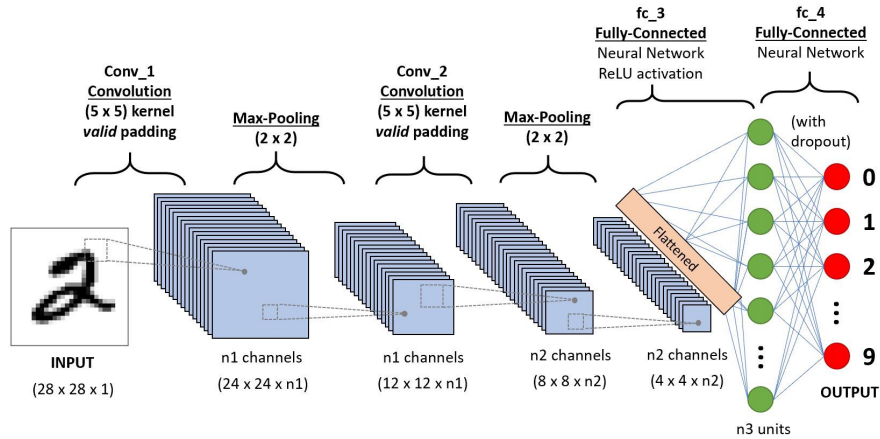 fc_3
Fully-Connected
Neural Network
ReLU activation
fc_4
Fully-Connected
Neural Network
Conv_1
Convolution
(5 x 5) kernel
valid padding
Max-Pooling
(2 x 2)
Conv_2
Convolution
(5 x 5) kernel
valid padding
Max-Pooling
(2 x 2)
(with
dropout)
Flattened
0
1
2
9
2
INPUT
(28 x 28 x 1)
n1 channels
(24 x 24 x n1)
n1 channels
(12 x 12 x n1)
n2 channels
(8 x 8 x n2)
n2 channels
(4 x 4 x n2)
OUTPUT
n3 units